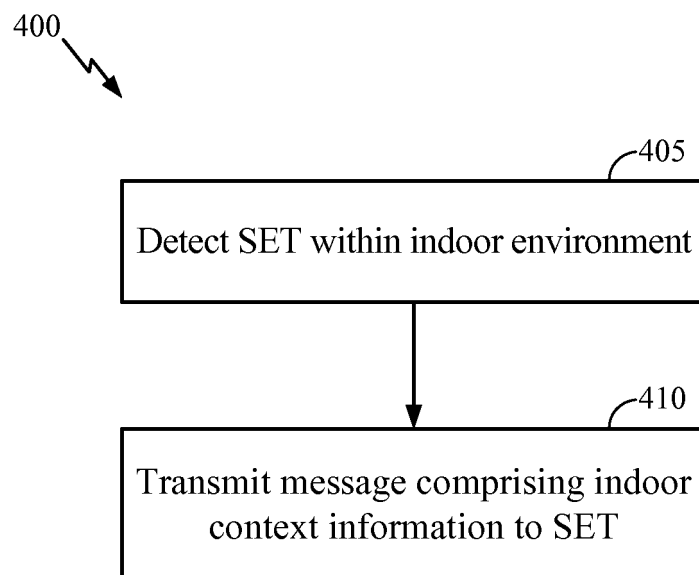 400
405
Detect SET within indoor environment
410
Transmit message comprising indoor
context information to SET